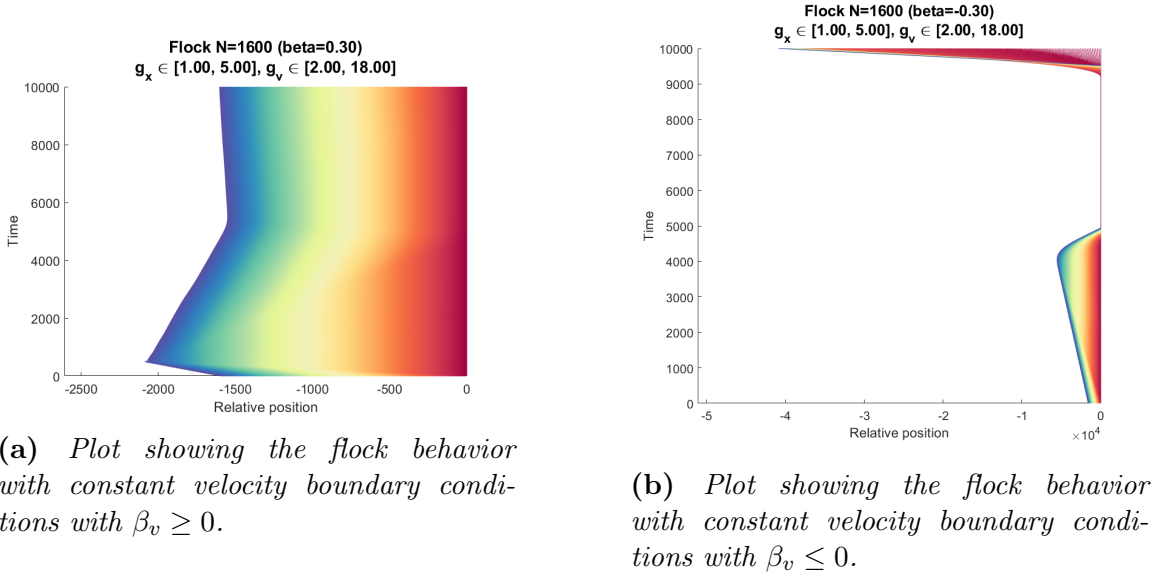 Flock N=1600 (beta=0.30)
g_x ∈ [1.00, 5.00], g_v ∈ [2.00, 18.00]
10000
8000
6000
4000
2000
0
Time
-2500 -2000 -1500 -1000 -500 0
Relative position
(a) Plot showing the flock behavior
with constant velocity boundary condi-
tions with β_v ≥ 0.
Flock N=1600 (beta=-0.30)
g_x ∈ [1.00, 5.00], g_v ∈ [2.00, 18.00]
10000
9000
8000
7000
6000
5000
4000
3000
2000
1000
0
Time
-5 -4 -3 -2 -1 0
Relative position
×10^4
(b) Plot showing the flock behavior
with constant velocity boundary condi-
tions with β_v ≤ 0.